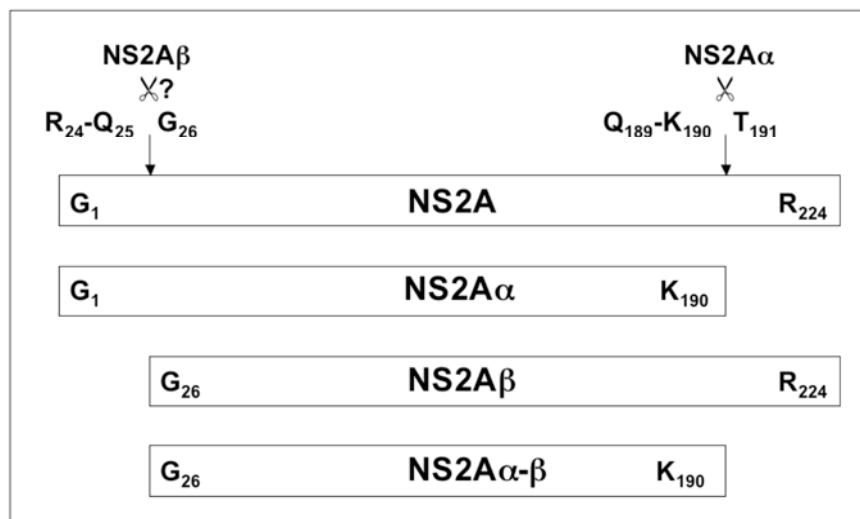 NS2Aβ NS2Aα
?
R24-Q25 G26 Q189-K190 T191
G1 NS2A R224
G1 NS2Aα K190
G26 NS2Aβ R224
G26 NS2Aα-β K190